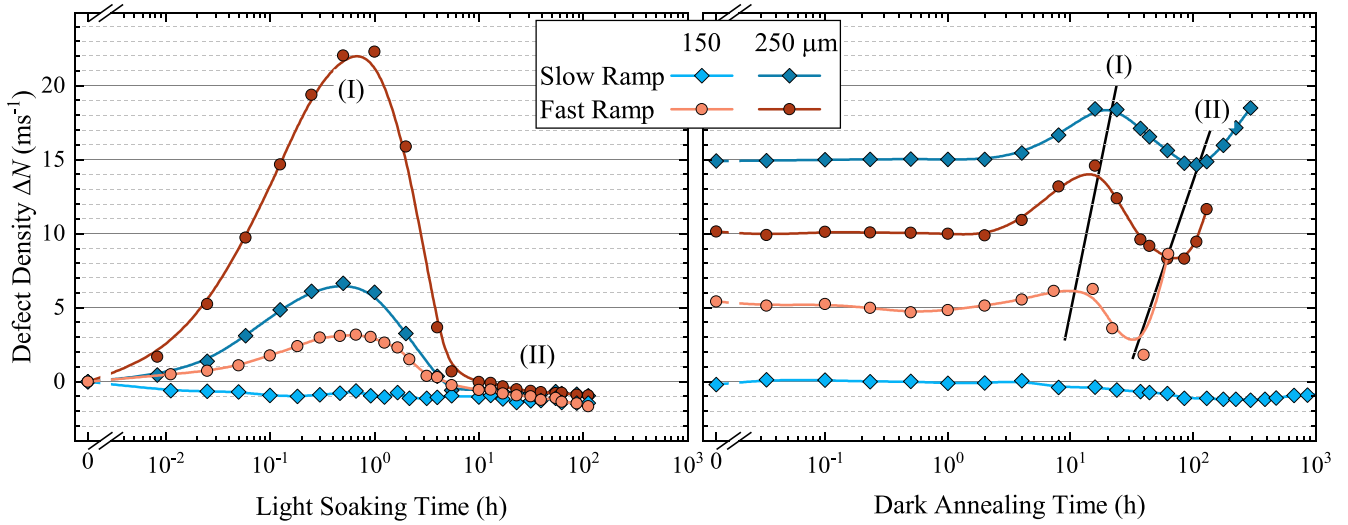 150 250 μm
Slow Ramp
Fast Ramp
Defect Density ΔN (ms⁻¹)
20
15
10
5
0
(I)
(II)
0 10⁻² 10⁻¹ 10⁰ 10¹ 10² 10³
Light Soaking Time (h)
(I)
(II)
0 10⁻¹ 10⁰ 10¹ 10² 10³
Dark Annealing Time (h)